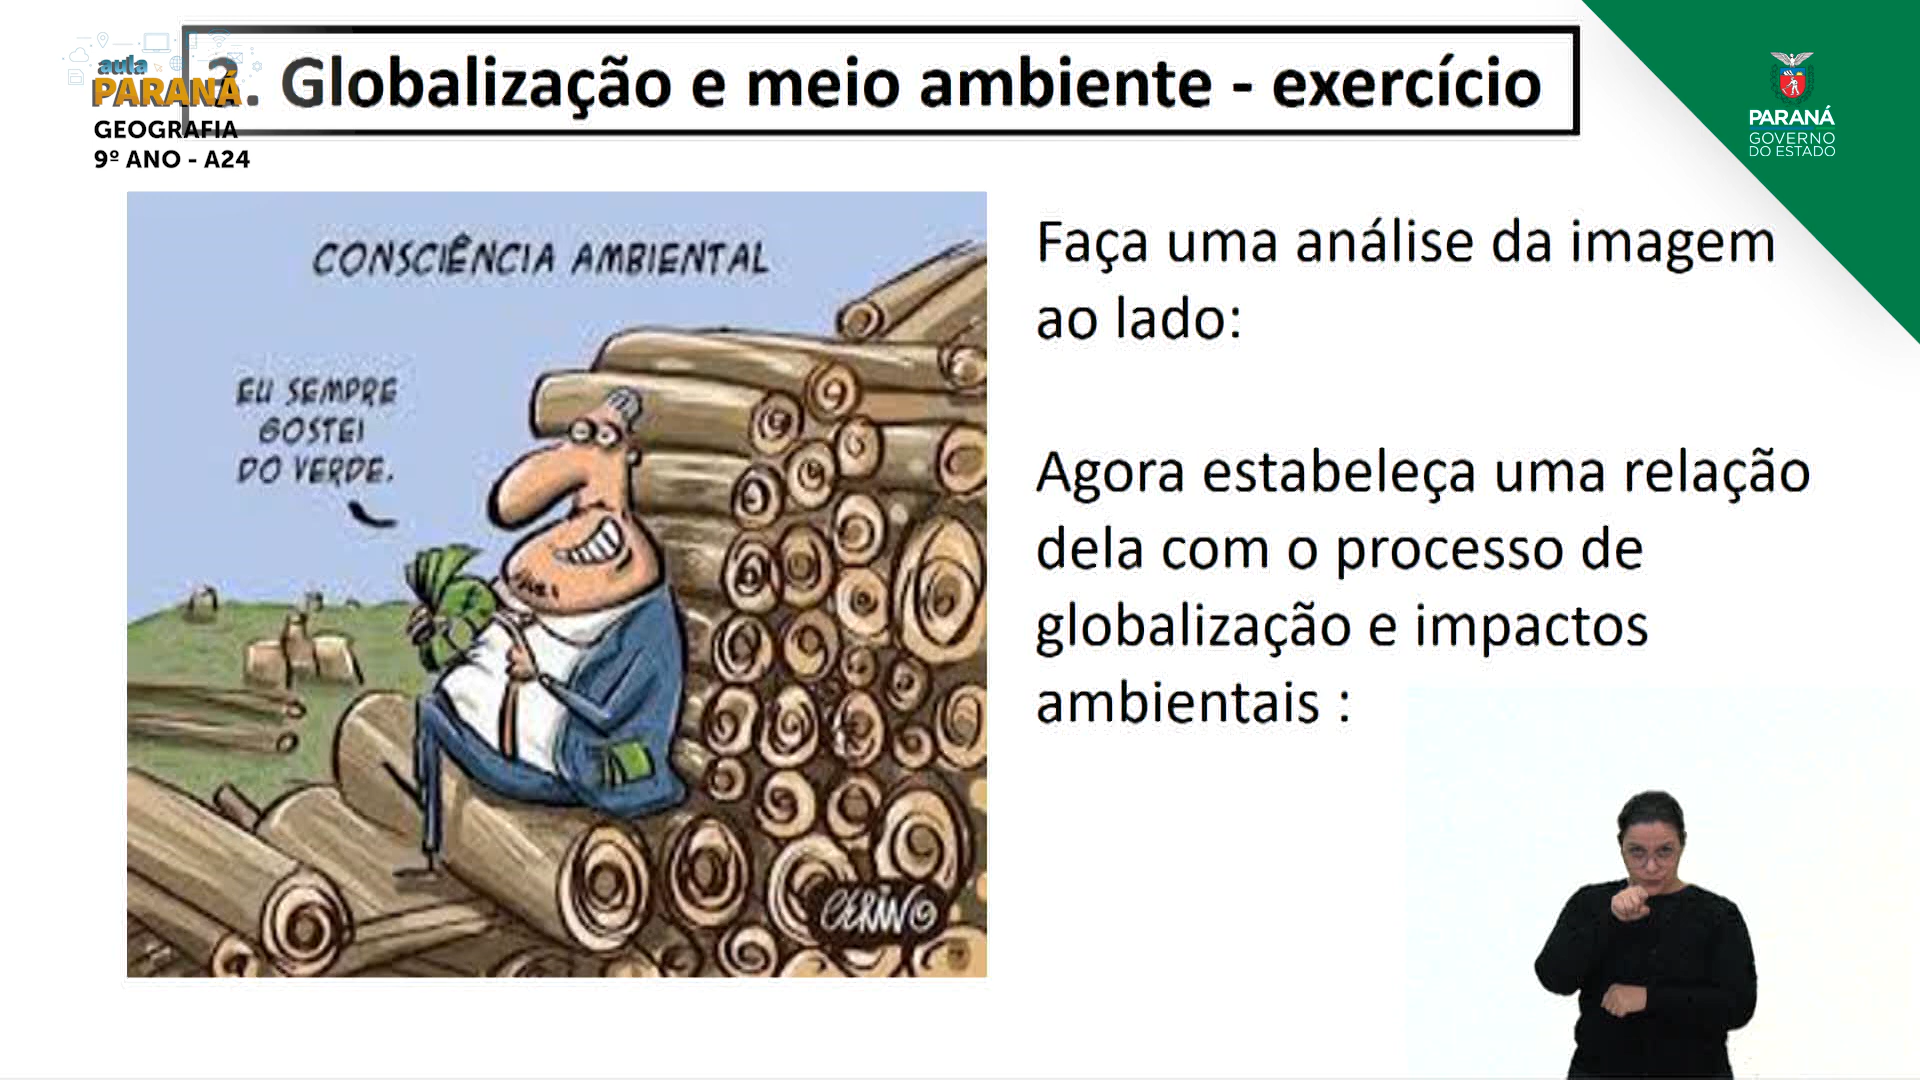 aula
PARANÁ
GEOGRAFIA
9º ANO - A24
2. Globalização e meio ambiente - exercício
PARANÁ
GOVERNO
DO ESTADO
CONSCIÊNCIA AMBIENTAL
EU SEMPRE
GOSTEI
DO VERDE.
CERINO
Faça uma análise da imagem
ao lado:
Agora estabeleça uma relação
dela com o processo de
globalização e impactos
ambientais :